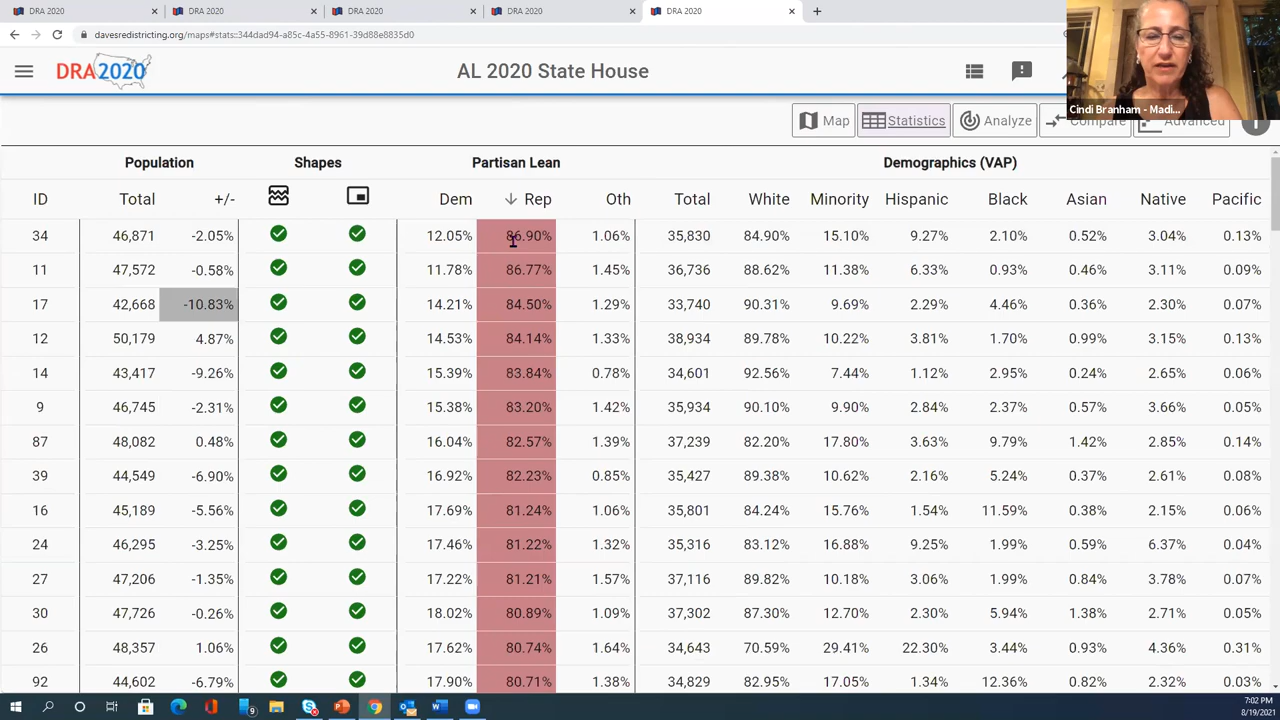 DRA 2020 DRA 2020 DRA 2020 DRA 2020 DRA 2020
davesredistricting.org/maps#stats::344dad94-a85c-4a55-8961-39d88e8835d0
DRA2020 AL 2020 State House
Cindi Branham - Madi...
Map Statistics Analyze Compare Advanced
Population Shapes Partisan Lean Demographics (VAP)
ID Total +/- Dem Rep Oth Total White Minority Hispanic Black Asian Native Pacific
34 46,871 -2.05% 12.05% 86.90% 1.06% 35,830 84.90% 15.10% 9.27% 2.10% 0.52% 3.04% 0.13%
11 47,572 -0.58% 11.78% 86.77% 1.45% 36,736 88.62% 11.38% 6.33% 0.93% 0.46% 3.11% 0.09%
17 42,668 -10.83% 14.21% 84.50% 1.29% 33,740 90.31% 9.69% 2.29% 4.46% 0.36% 2.30% 0.07%
12 50,179 4.87% 14.53% 84.14% 1.33% 38,934 89.78% 10.22% 3.81% 1.70% 0.99% 3.15% 0.13%
14 43,417 -9.26% 15.39% 83.84% 0.78% 34,601 92.56% 7.44% 1.12% 2.95% 0.24% 2.65% 0.06%
9 46,745 -2.31% 15.38% 83.20% 1.42% 35,934 90.10% 9.90% 2.84% 2.37% 0.57% 3.66% 0.05%
87 48,082 0.48% 16.04% 82.57% 1.39% 37,239 82.20% 17.80% 3.63% 9.79% 1.42% 2.85% 0.14%
39 44,549 -6.90% 16.92% 82.23% 0.85% 35,427 89.38% 10.62% 2.16% 5.24% 0.37% 2.61% 0.08%
16 45,189 -5.56% 17.69% 81.24% 1.06% 35,801 84.24% 15.76% 1.54% 11.59% 0.38% 2.15% 0.06%
24 46,295 -3.25% 17.46% 81.22% 1.32% 35,316 83.12% 16.88% 9.25% 1.99% 0.59% 6.37% 0.04%
27 47,206 -1.35% 17.22% 81.21% 1.57% 37,116 89.82% 10.18% 3.06% 1.99% 0.84% 3.78% 0.07%
30 47,726 -0.26% 18.02% 80.89% 1.09% 37,302 87.30% 12.70% 2.30% 5.94% 1.38% 2.71% 0.05%
26 48,357 1.06% 17.62% 80.74% 1.64% 34,643 70.59% 29.41% 22.30% 3.44% 0.93% 4.36% 0.31%
92 44,602 -6.79% 17.90% 80.71% 1.38% 34,829 82.95% 17.05% 1.34% 12.36% 0.82% 2.32% 0.03%
7:02 PM
8/19/2021